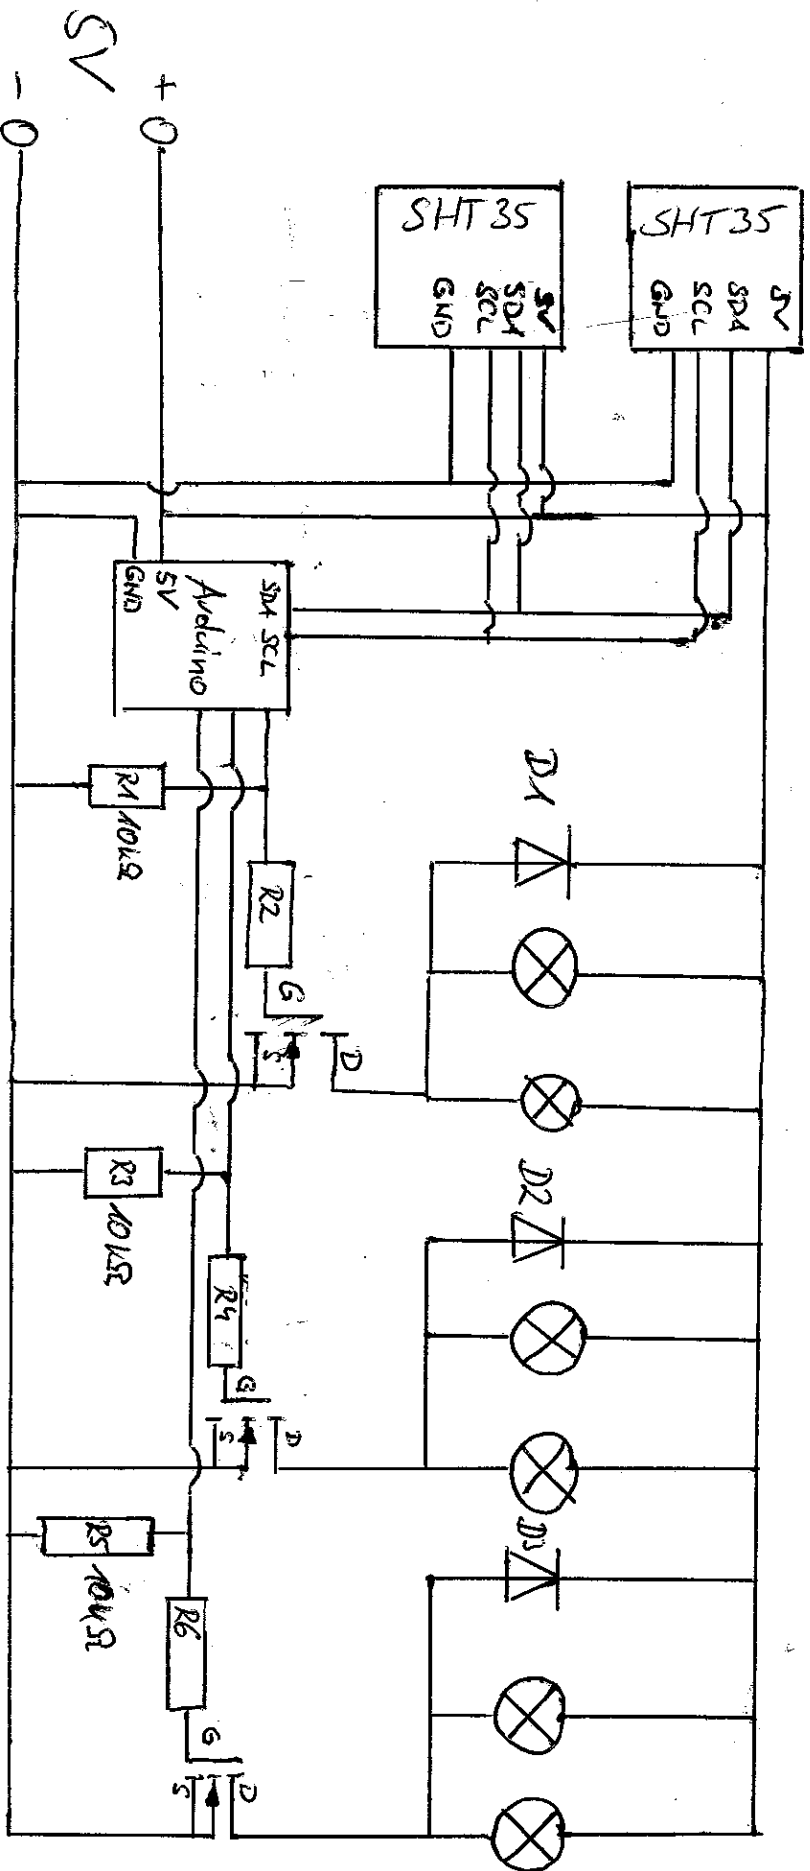 5V
+
-
SHT35
GND
SCL
SDA
5V
SHT35
GND
SCL
SDA
5V
SDA SCL
Arduino
5V
GND
R1
10kΩ
R2
G
S
D
D1
R3
10kΩ
R4
G
S
D
D2
R5
10kΩ
R6
G
S
D
D3